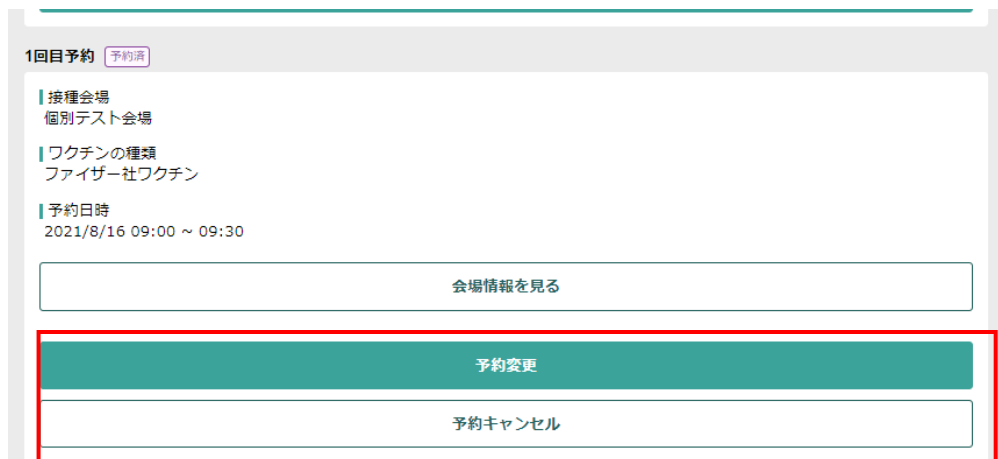 1回目予約 予約済
接種会場
個別テスト会場
ワクチンの種類
ファイザー社ワクチン
予約日時
2021/8/16 09:00 ~ 09:30
会場情報を見る
予約変更
予約キャンセル